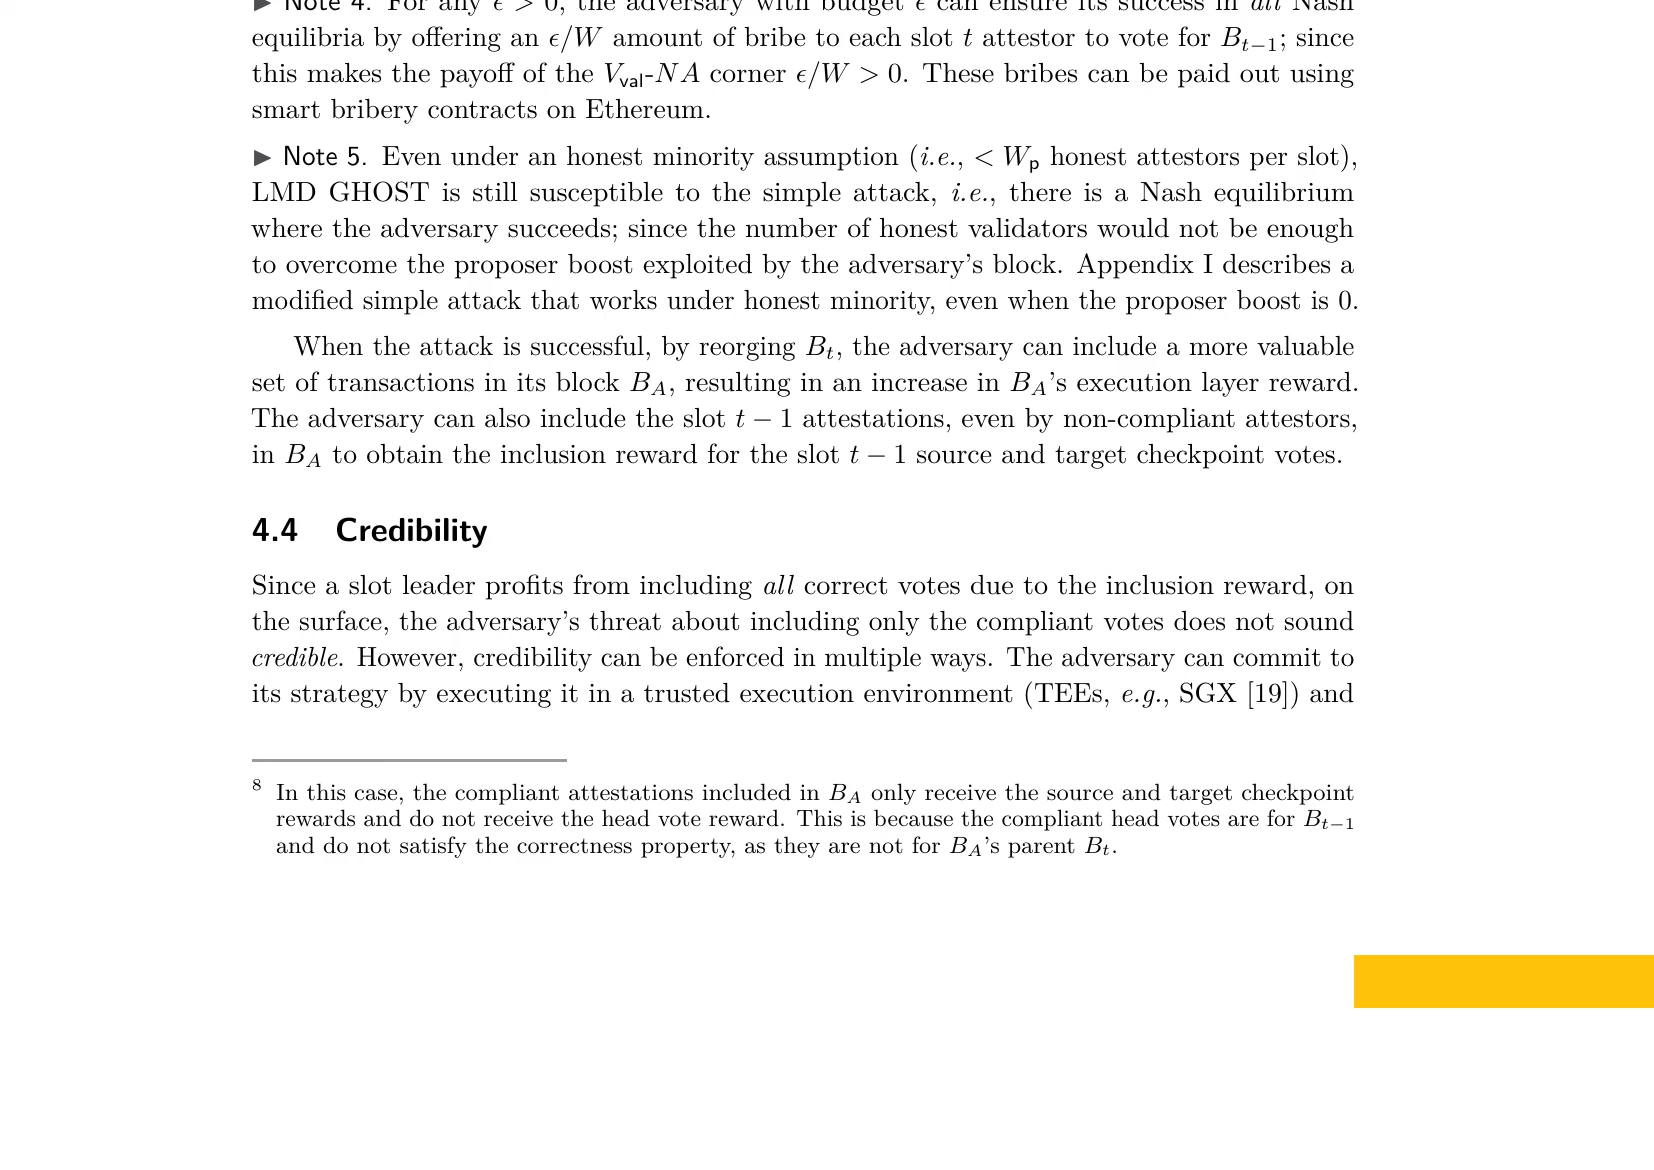 ▶ Note 4. For any ϵ > 0, the adversary with budget ϵ can ensure its success in all Nash
equilibria by offering an ϵ/W amount of bribe to each slot t attestor to vote for Bt−1; since
this makes the payoff of the Vval-NA corner ϵ/W > 0. These bribes can be paid out using
smart bribery contracts on Ethereum.
▶ Note 5. Even under an honest minority assumption (i.e., < Wp honest attestors per slot),
LMD GHOST is still susceptible to the simple attack, i.e., there is a Nash equilibrium
where the adversary succeeds; since the number of honest validators would not be enough
to overcome the proposer boost exploited by the adversary's block. Appendix I describes a
modified simple attack that works under honest minority, even when the proposer boost is 0.
When the attack is successful, by reorging Bt, the adversary can include a more valuable
set of transactions in its block BA, resulting in an increase in BA's execution layer reward.
The adversary can also include the slot t − 1 attestations, even by non-compliant attestors,
in BA to obtain the inclusion reward for the slot t − 1 source and target checkpoint votes.
4.4 Credibility
Since a slot leader profits from including all correct votes due to the inclusion reward, on
the surface, the adversary's threat about including only the compliant votes does not sound
credible. However, credibility can be enforced in multiple ways. The adversary can commit to
its strategy by executing it in a trusted execution environment (TEEs, e.g., SGX [19]) and
8 In this case, the compliant attestations included in BA only receive the source and target checkpoint
rewards and do not receive the head vote reward. This is because the compliant head votes are for Bt−1
and do not satisfy the correctness property, as they are not for BA's parent Bt.